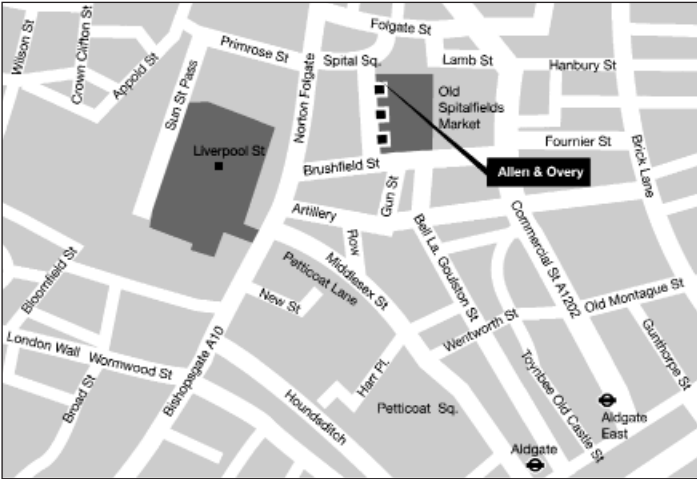 Wilson St
Crown Clifton St
Appold St
Sun St Pass
Primrose St
Norton Folgate
Folgate St
Spital Sq.
Lamb St
Hanbury St
Old
Spitalfields
Market
Liverpool St
Brushfield St
Fournier St
Brick Lane
Allen & Overy
Gun St
Artillery
Row
Bell La.
Goulston St
Commercial St A1202
Middlesex St
Petticoat Lane
Bloomfield St
New St
Old Montague St
Wentworth St
Gunthorpe St
London Wall
Wormwood St
Bishopsgate A10
Broad St
Harr Pl.
Houndsditch
Petticoat Sq.
Toynbee
Old Castle St
Aldgate
East
Aldgate